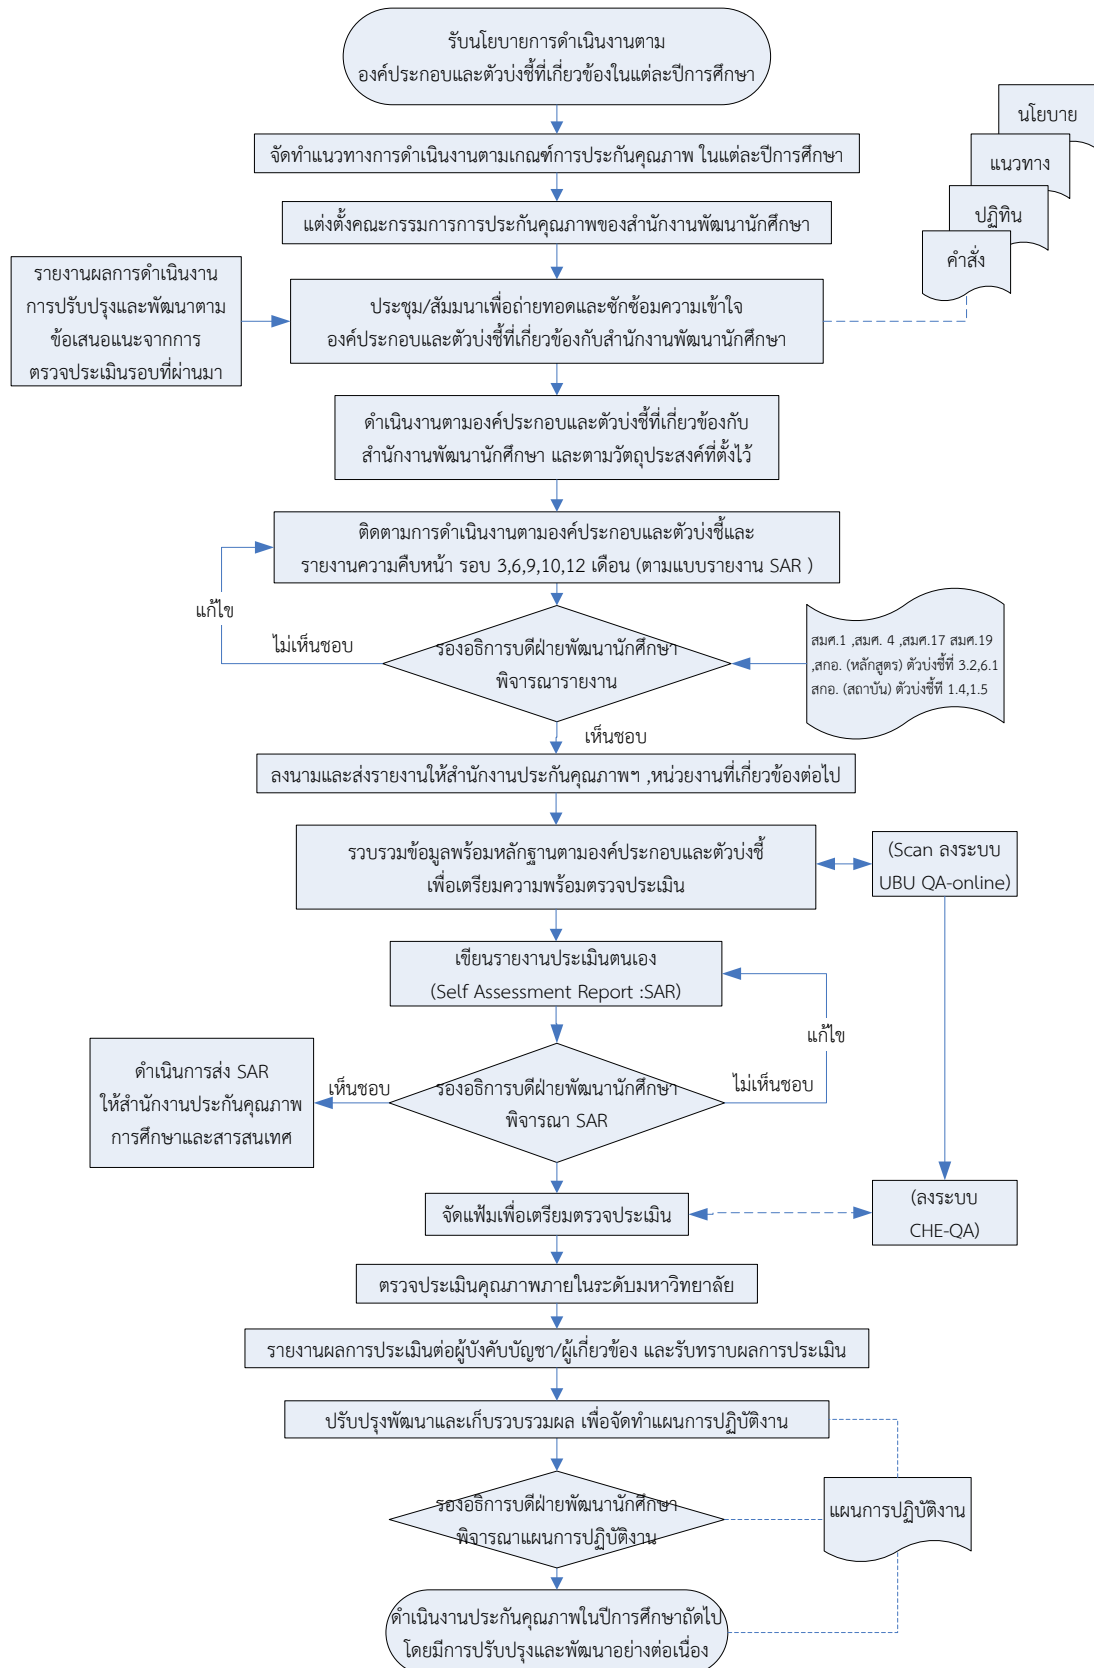 รับนโยบายการดำเนินงานตาม
องค์ประกอบและตัวบ่งชี้ที่เกี่ยวข้องในแต่ละปีการศึกษา
นโยบาย
แนวทาง
ปฏิทิน
คำสั่ง
จัดทำแนวทางการดำเนินงานตามเกณฑ์การประกันคุณภาพ ในแต่ละปีการศึกษา
แต่งตั้งคณะกรรมการการประกันคุณภาพของสำนักงานพัฒนานักศึกษา
รายงานผลการดำเนินงาน
การปรับปรุงและพัฒนาตาม
ข้อเสนอแนะจากการ
ตรวจประเมินรอบที่ผ่านมา
ประชุม/สัมมนาเพื่อถ่ายทอดและซักซ้อมความเข้าใจ
องค์ประกอบและตัวบ่งชี้ที่เกี่ยวข้องกับสำนักงานพัฒนานักศึกษา
ดำเนินงานตามองค์ประกอบและตัวบ่งชี้ที่เกี่ยวข้องกับ
สำนักงานพัฒนานักศึกษา และตามวัตถุประสงค์ที่ตั้งไว้
ติดตามการดำเนินงานตามองค์ประกอบและตัวบ่งชี้และ
รายงานความคืบหน้า รอบ 3,6,9,10,12 เดือน (ตามแบบรายงาน SAR )
แก้ไข
ไม่เห็นชอบ
รองอธิการบดีฝ่ายพัฒนานักศึกษา
พิจารณารายงาน
สมศ.1 ,สมศ. 4 ,สมศ.17 สมศ.19
,สกอ. (หลักสูตร) ตัวบ่งชี้ที่ 3.2,6.1
สกอ. (สถาบัน) ตัวบ่งชี้ที่ 1.4,1.5
เห็นชอบ
ลงนามและส่งรายงานให้สำนักงานประกันคุณภาพฯ ,หน่วยงานที่เกี่ยวข้องต่อไป
รวบรวมข้อมูลพร้อมหลักฐานตามองค์ประกอบและตัวบ่งชี้
เพื่อเตรียมความพร้อมตรวจประเมิน
(Scan ลงระบบ
UBU QA-online)
เขียนรายงานประเมินตนเอง
(Self Assessment Report :SAR)
แก้ไข
ดำเนินการส่ง SAR
ให้สำนักงานประกันคุณภาพ
การศึกษาและสารสนเทศ
เห็นชอบ
รองอธิการบดีฝ่ายพัฒนานักศึกษา
พิจารณา SAR
ไม่เห็นชอบ
จัดแฟ้มเพื่อเตรียมตรวจประเมิน
(ลงระบบ
CHE-QA)
ตรวจประเมินคุณภาพภายในระดับมหาวิทยาลัย
รายงานผลการประเมินต่อผู้บังคับบัญชา/ผู้เกี่ยวข้อง และรับทราบผลการประเมิน
ปรับปรุงพัฒนาและเก็บรวบรวมผล เพื่อจัดทำแผนการปฏิบัติงาน
รองอธิการบดีฝ่ายพัฒนานักศึกษา
พิจารณาแผนการปฏิบัติงาน
แผนการปฏิบัติงาน
ดำเนินงานประกันคุณภาพในปีการศึกษาถัดไป
โดยมีการปรับปรุงและพัฒนาอย่างต่อเนื่อง